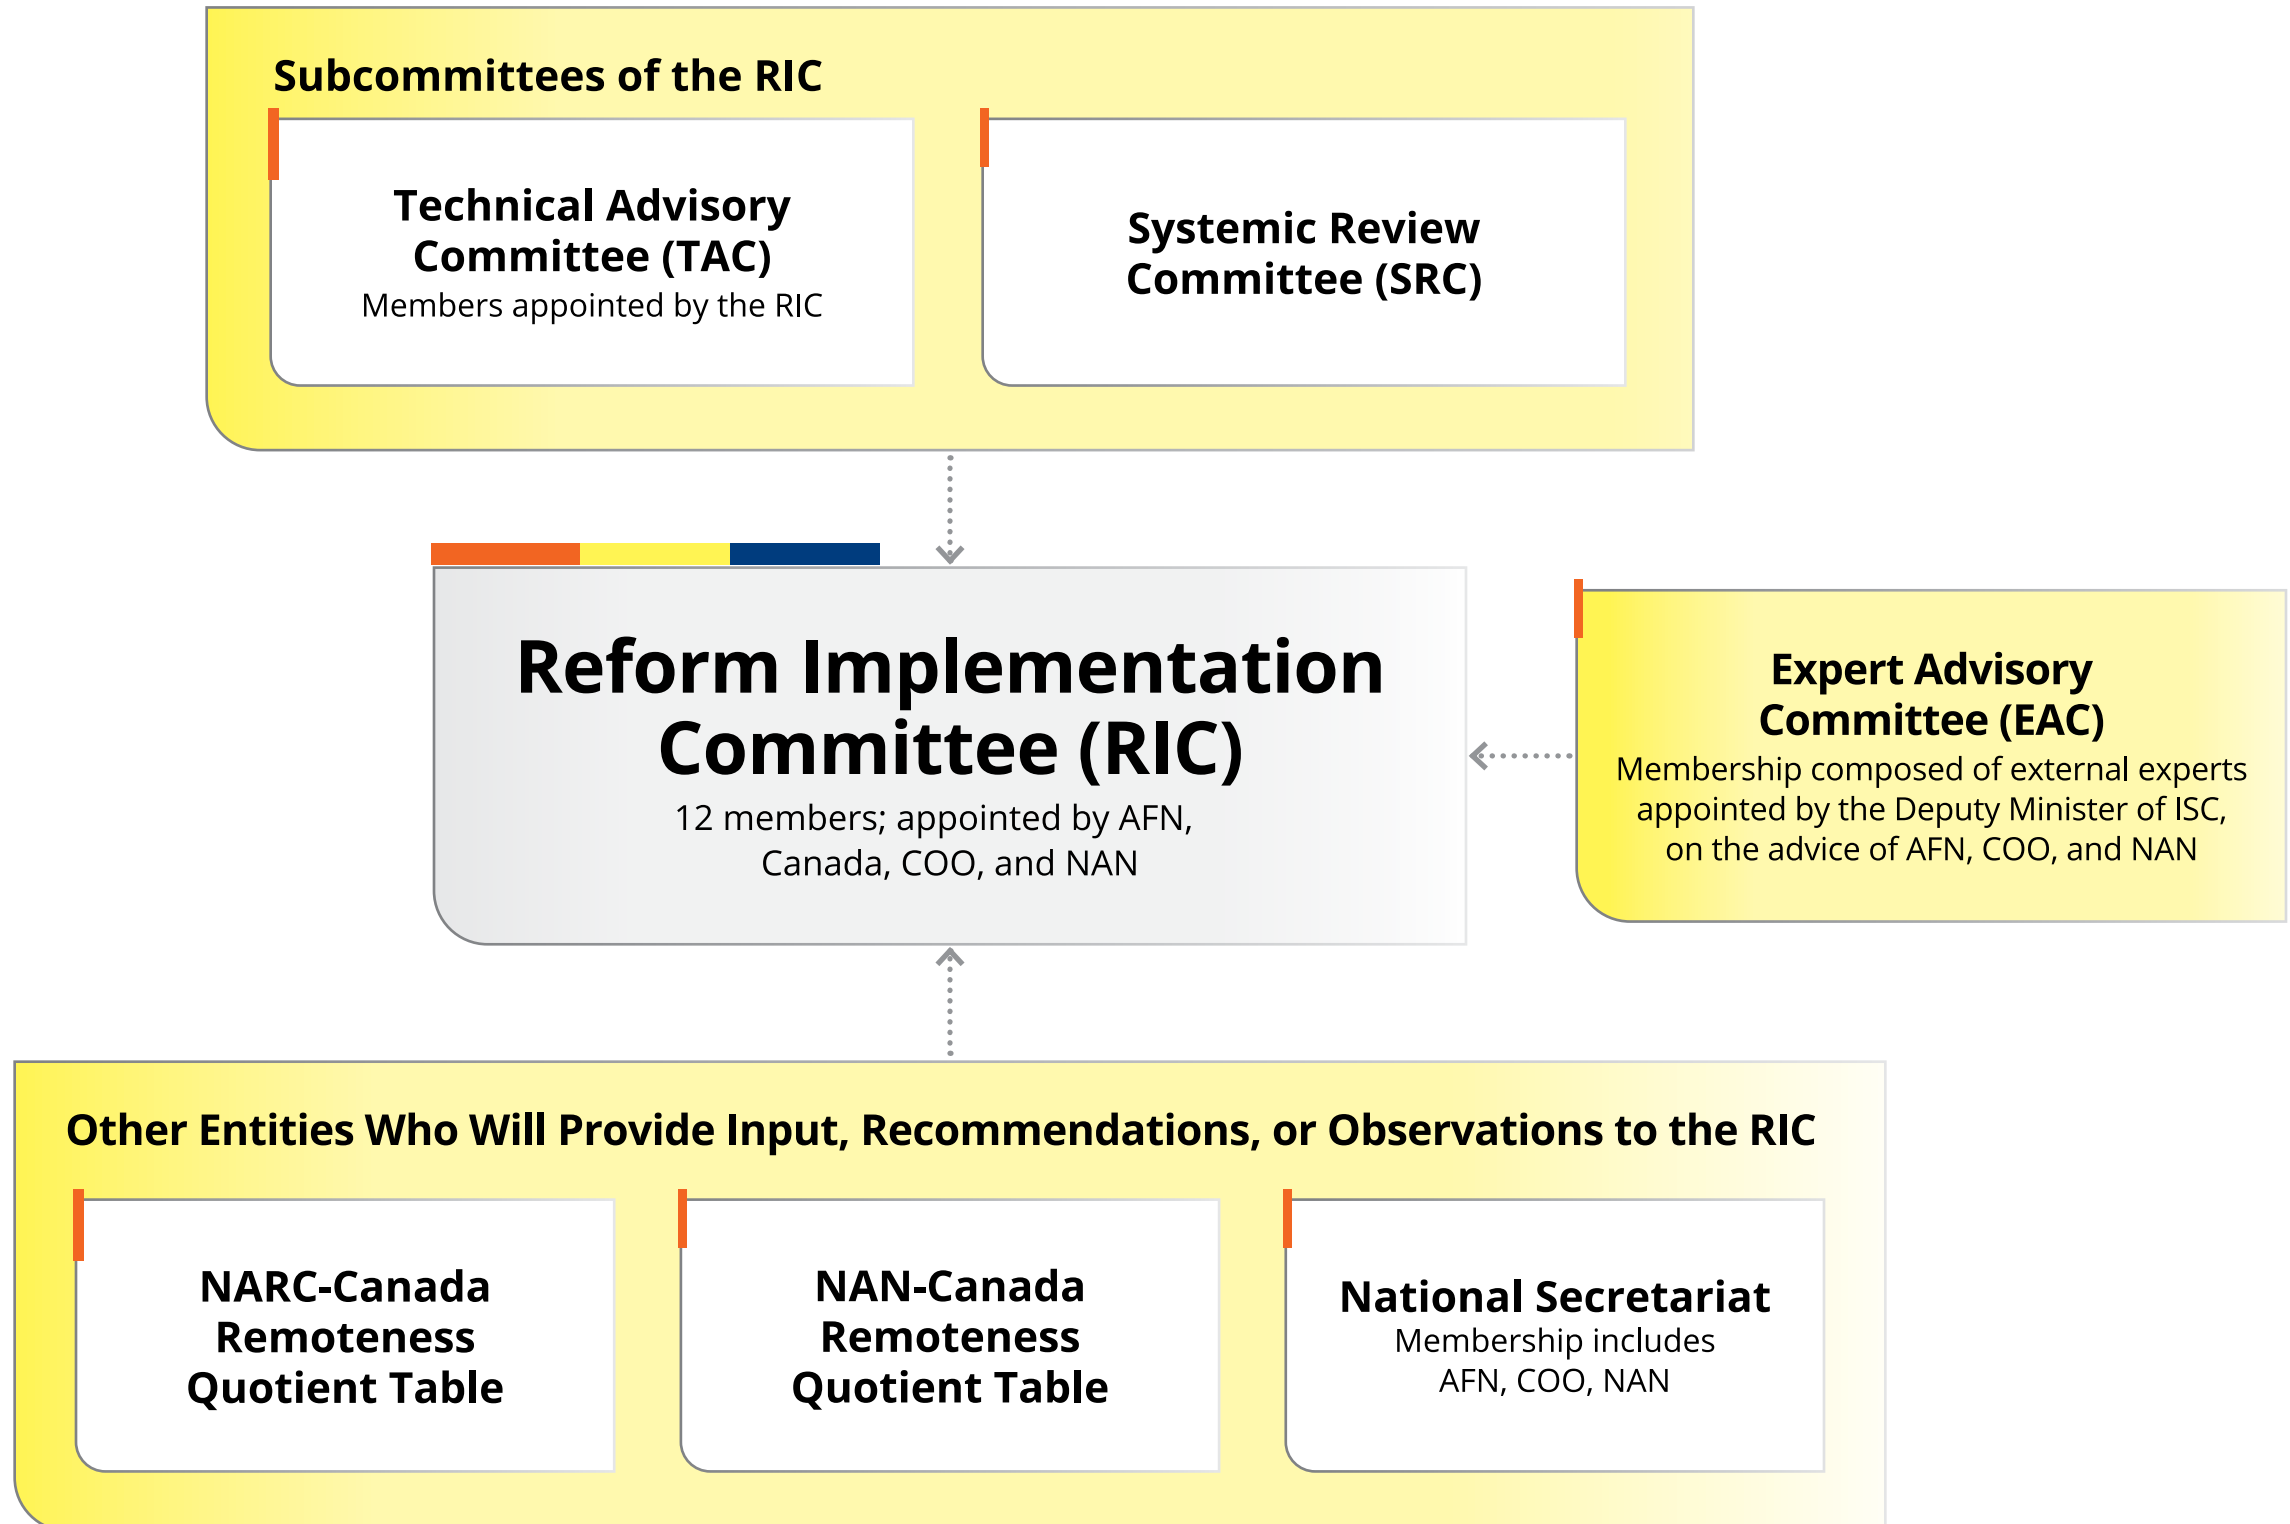 Subcommittees of the RIC
Technical Advisory
Committee (TAC)
Members appointed by the RIC
Systemic Review
Committee (SRC)
Reform Implementation
Committee (RIC)
12 members; appointed by AFN,
Canada, COO, and NAN
Expert Advisory
Committee (EAC)
Membership composed of external experts
appointed by the Deputy Minister of ISC,
on the advice of AFN, COO, and NAN
Other Entities Who Will Provide Input, Recommendations, or Observations to the RIC
NARC-Canada
Remoteness
Quotient Table
NAN-Canada
Remoteness
Quotient Table
National Secretariat
Membership includes
AFN, COO, NAN